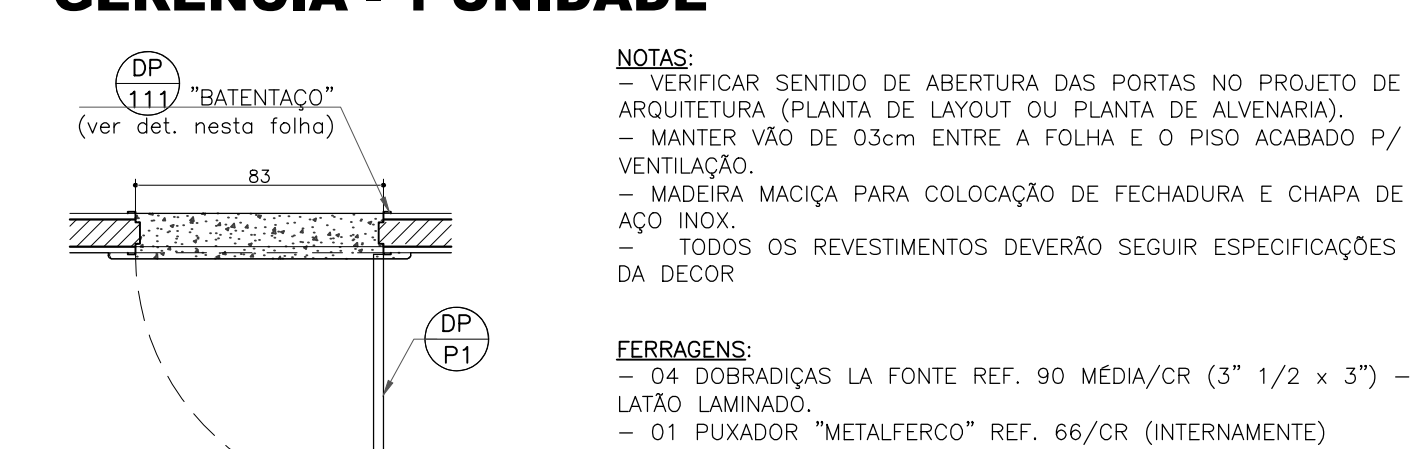 GERÊNCIA - 1 UNIDADE
DP
111
"BATENTAÇO"
(ver det. nesta folha)
83
DP
P1
NOTAS:
– VERIFICAR SENTIDO DE ABERTURA DAS PORTAS NO PROJETO DE
ARQUITETURA (PLANTA DE LAYOUT OU PLANTA DE ALVENARIA).
– MANTER VÃO DE 03cm ENTRE A FOLHA E O PISO ACABADO P/
VENTILAÇÃO.
– MADEIRA MACIÇA PARA COLOCAÇÃO DE FECHADURA E CHAPA DE
AÇO INOX.
– TODOS OS REVESTIMENTOS DEVERÃO SEGUIR ESPECIFICAÇÕES
DA DECOR
FERRAGENS:
– 04 DOBRADIÇAS LA FONTE REF. 90 MÉDIA/CR (3" 1/2 x 3") –
LATÃO LAMINADO.
– 01 PUXADOR "METALFERCO" REF. 66/CR (INTERNAMENTE)